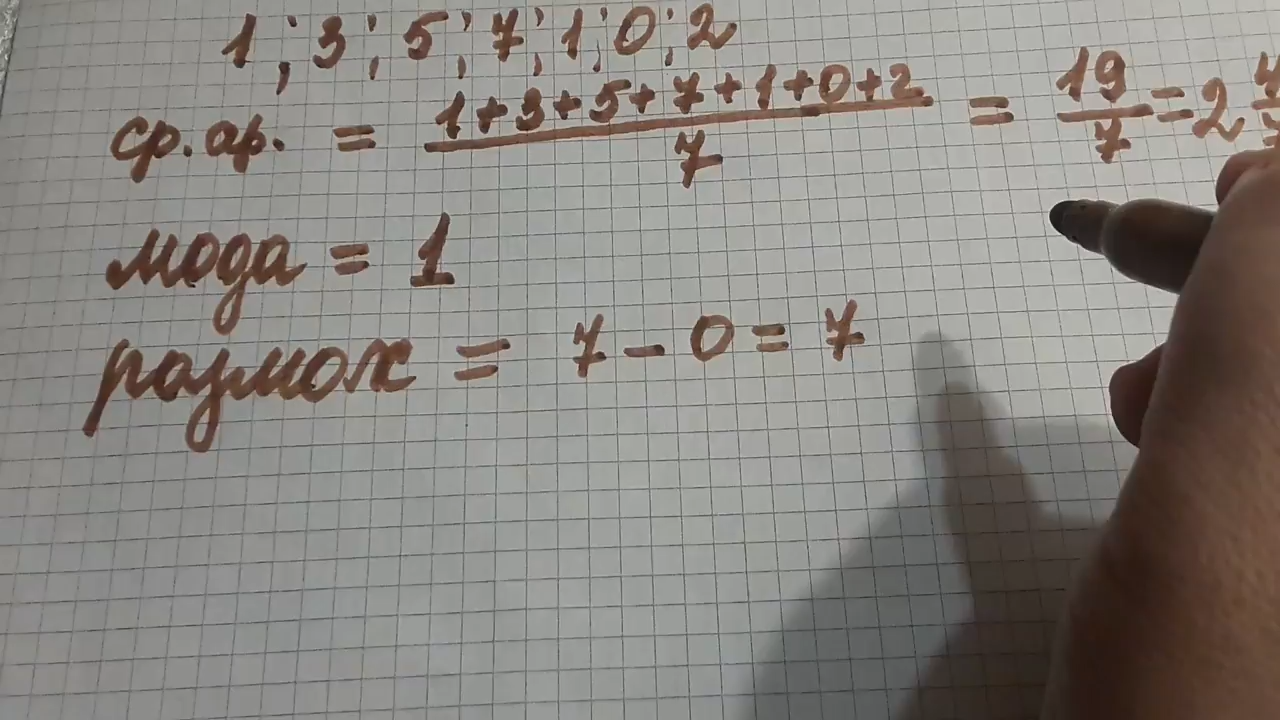 1 ; 3 ; 5 ; 7 ; 1 ; 0 ; 2
ср. ар. = (1+3+5+7+1+0+2)/7 = 19/7 = 2
мода = 1
размах = 7 − 0 = 7